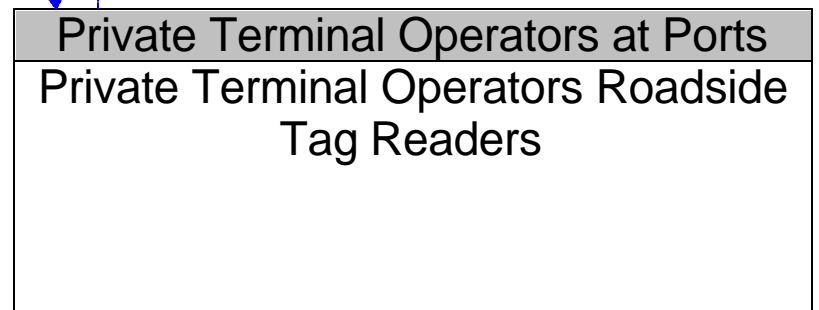 Private Terminal Operators at Ports
Private Terminal Operators Roadside
Tag Readers